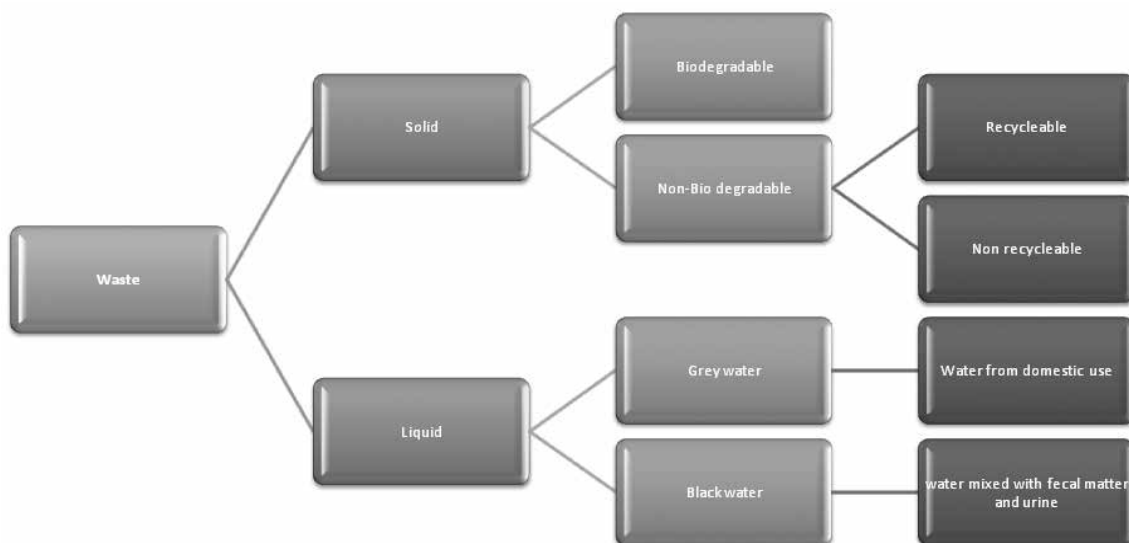 Biodegradable
Solid
Recycleable
Non-Bio degradable
Non recycleable
Waste
Grey water
Water from domestic use
Liquid
Black water
water mixed with fecal matter
and urine